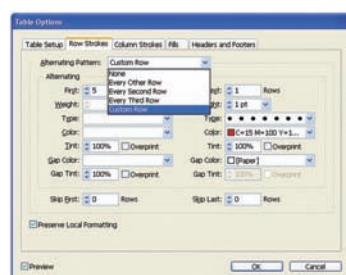 Table Options
Table Setup Row Strokes Column Strokes Fills Headers and Footers
Alternating Pattern: Custom Row
None
Every Other Row
Every Second Row
Every Third Row
Custom Row
Alternating
First: 5 1 Rows
Weight: 1 pt
Type: Type:
Color: Color: C=15 M=100 Y=1...
Tint: 100% Overprint Tint: 100% Overprint
Gap Color: Gap Color: [Paper]
Gap Tint: 100% Overprint Gap Tint: 100% Overprint
Skip First: 0 Rows Skip Last: 0 Rows
Preserve Local Formatting
Preview OK Cancel